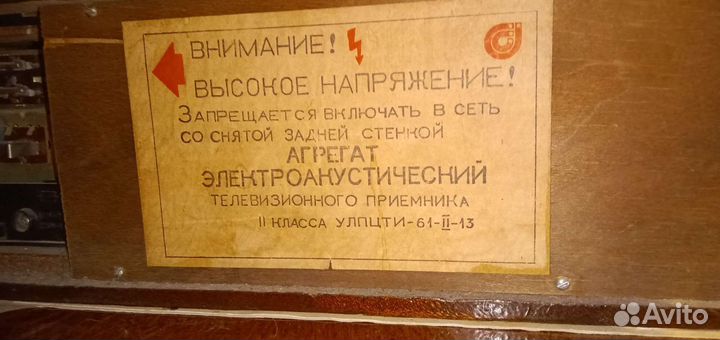 ВНИМАНИЕ!
ВЫСОКОЕ НАПРЯЖЕНИЕ!
ЗАПРЕЩАЕТСЯ ВКЛЮЧАТЬ В СЕТЬ
СО СНЯТОЙ ЗАДНЕЙ СТЕНКОЙ
АГРЕГАТ
ЭЛЕКТРОАКУСТИЧЕСКИЙ
ТЕЛЕВИЗИОННОГО ПРИЕМНИКА
II КЛАССА УЛПЦТИ-61-II-13
Avito